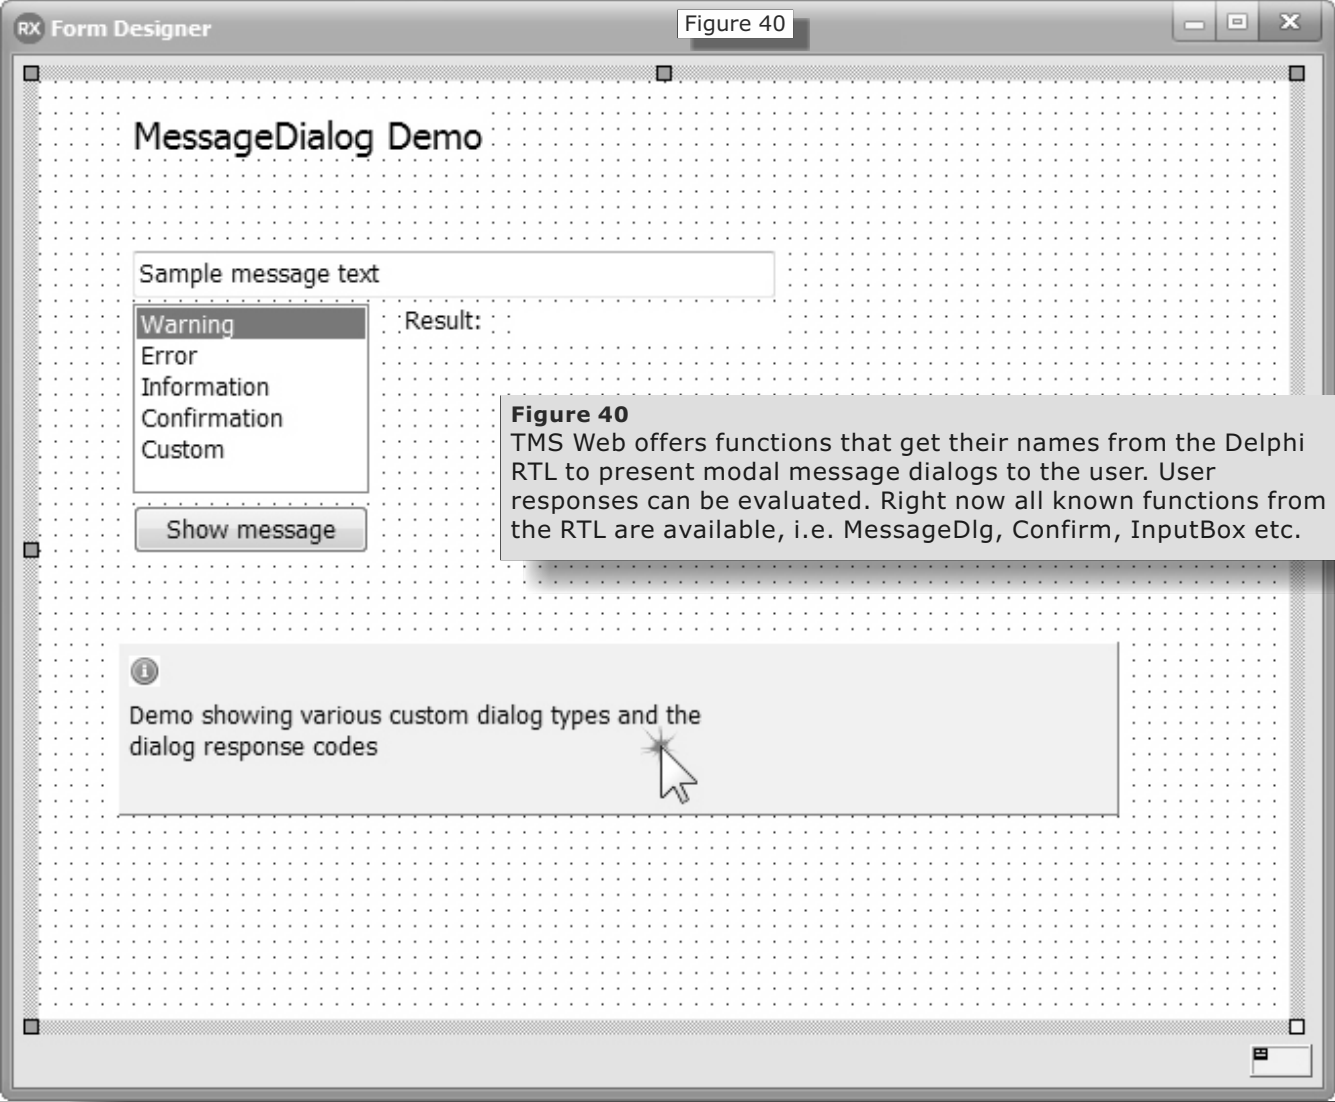 RX Form Designer
Figure 40
MessageDialog Demo
Sample message text
Warning
Error
Information
Confirmation
Custom
Result:
Show message
Figure 40
TMS Web offers functions that get their names from the Delphi
RTL to present modal message dialogs to the user. User
responses can be evaluated. Right now all known functions from
the RTL are available, i.e. MessageDlg, Confirm, InputBox etc.
Demo showing various custom dialog types and the
dialog response codes